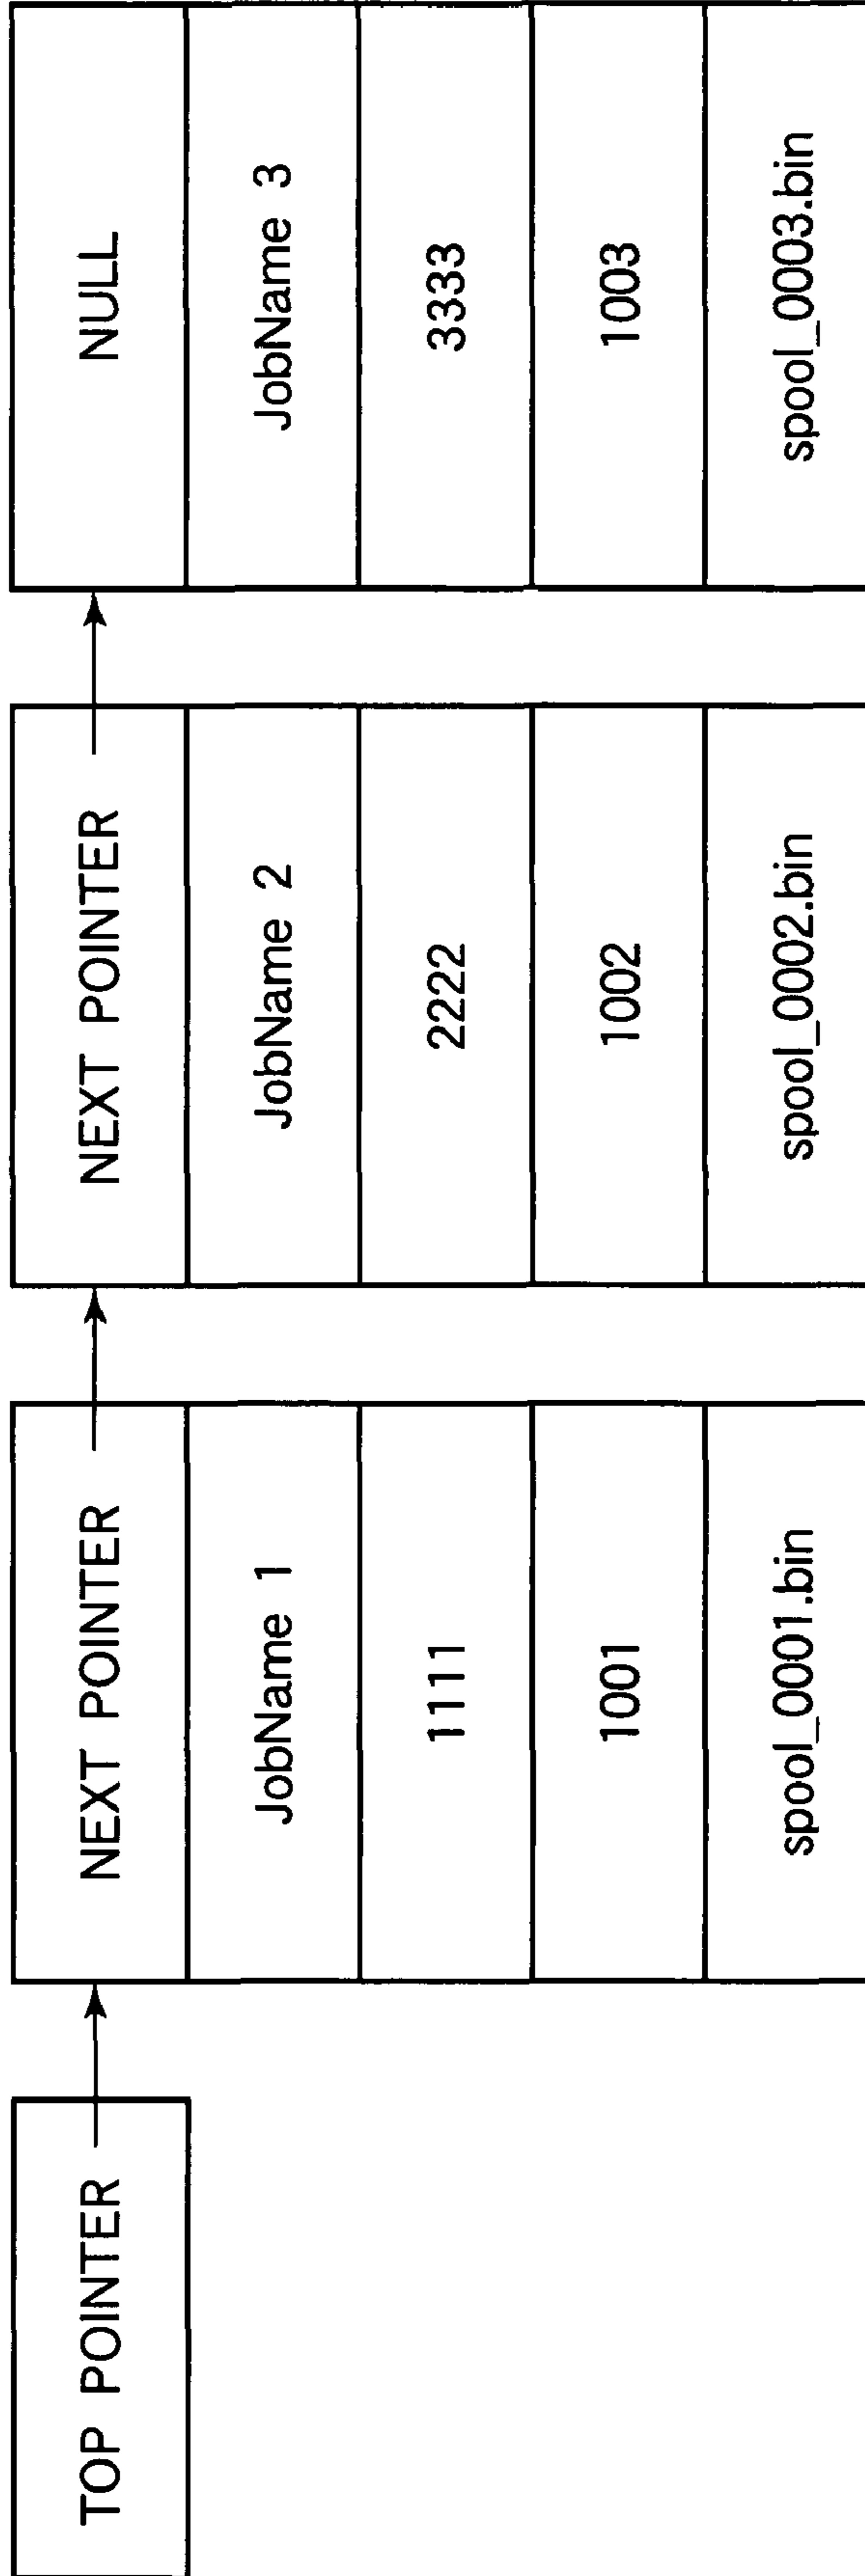 TOP POINTER
NEXT POINTER
JobName 1
1111
1001
spool_0001.bin
NEXT POINTER
JobName 2
2222
1002
spool_0002.bin
NULL
JobName 3
3333
1003
spool_0003.bin